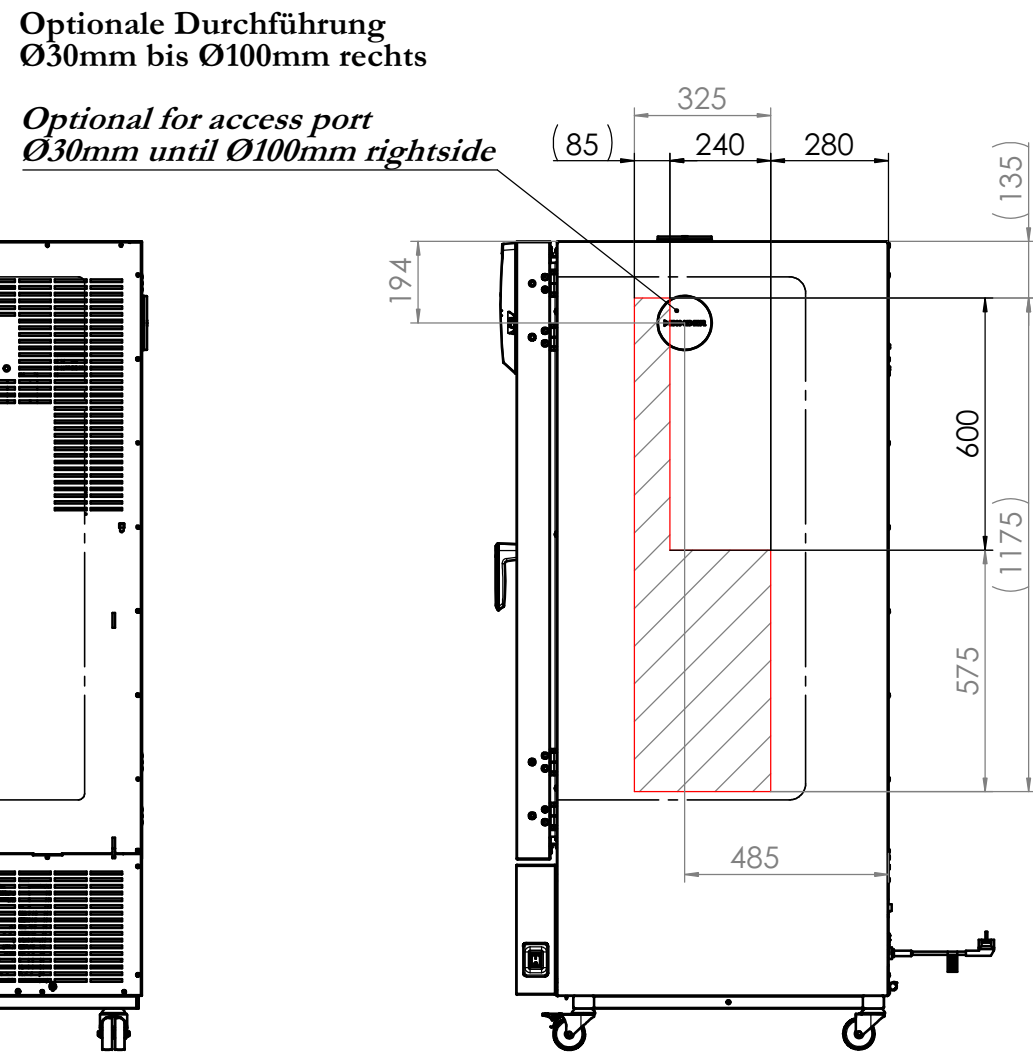 Optionale Durchführung
Ø30mm bis Ø100mm rechts
Optional for access port
Ø30mm until Ø100mm rightside
325
(85)
240
280
(135)
194
600
(1175)
575
485